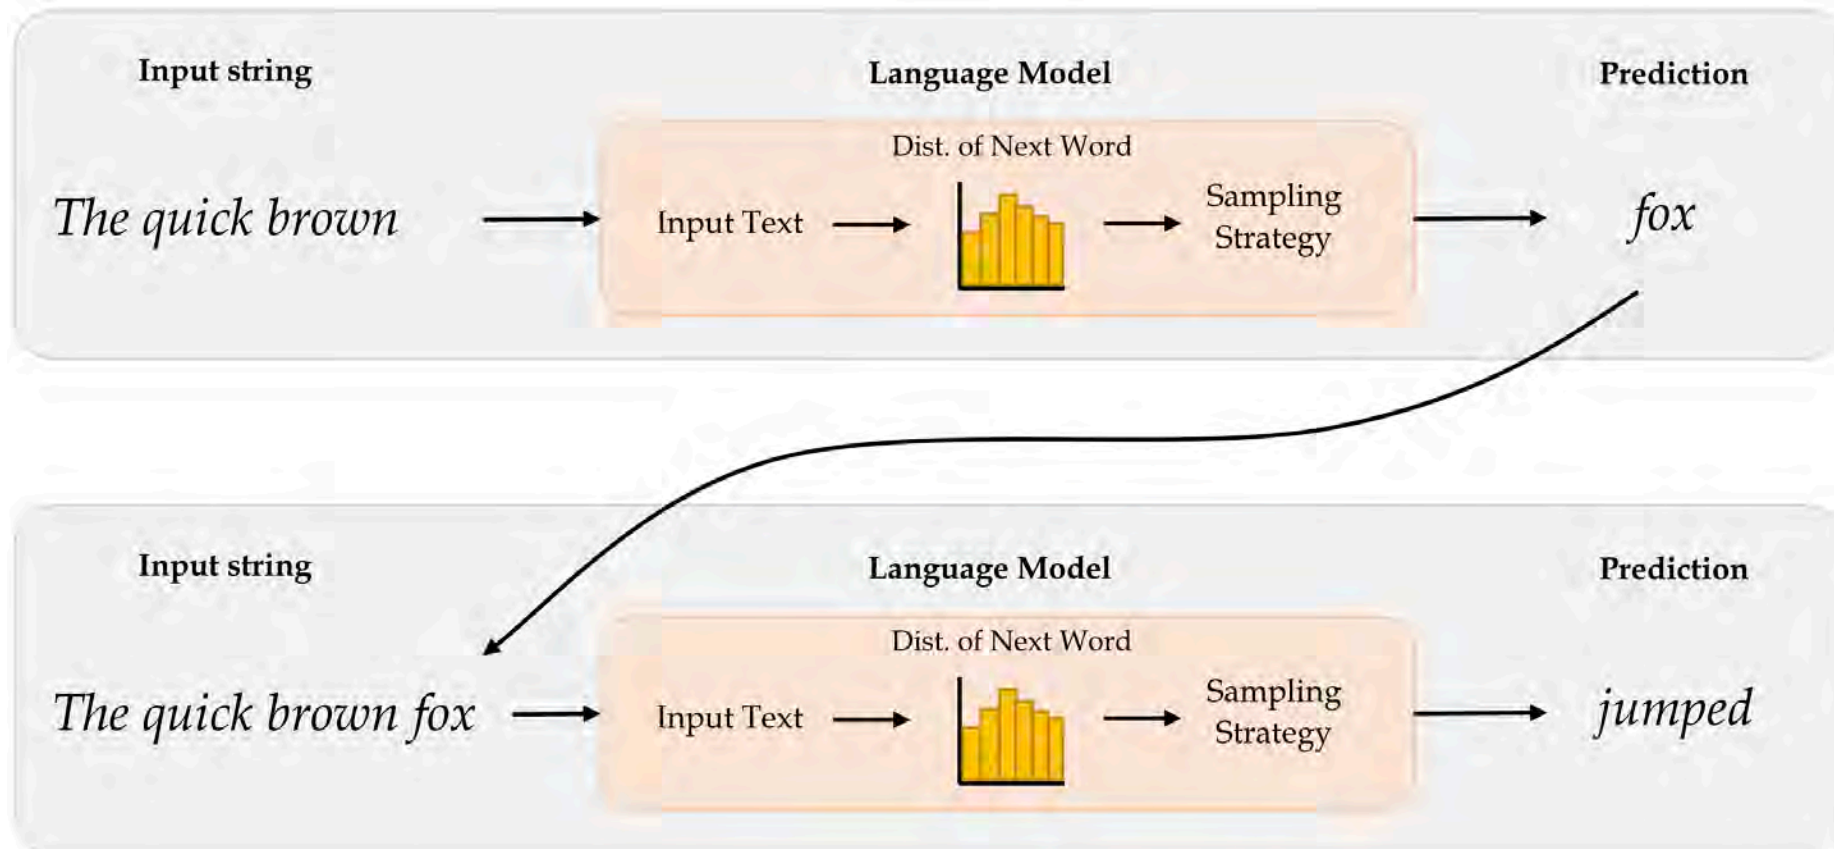 Input string
Language Model
Prediction
Dist. of Next Word
The quick brown
Input Text
Sampling
Strategy
fox
Input string
Language Model
Prediction
Dist. of Next Word
The quick brown fox
Input Text
Sampling
Strategy
jumped